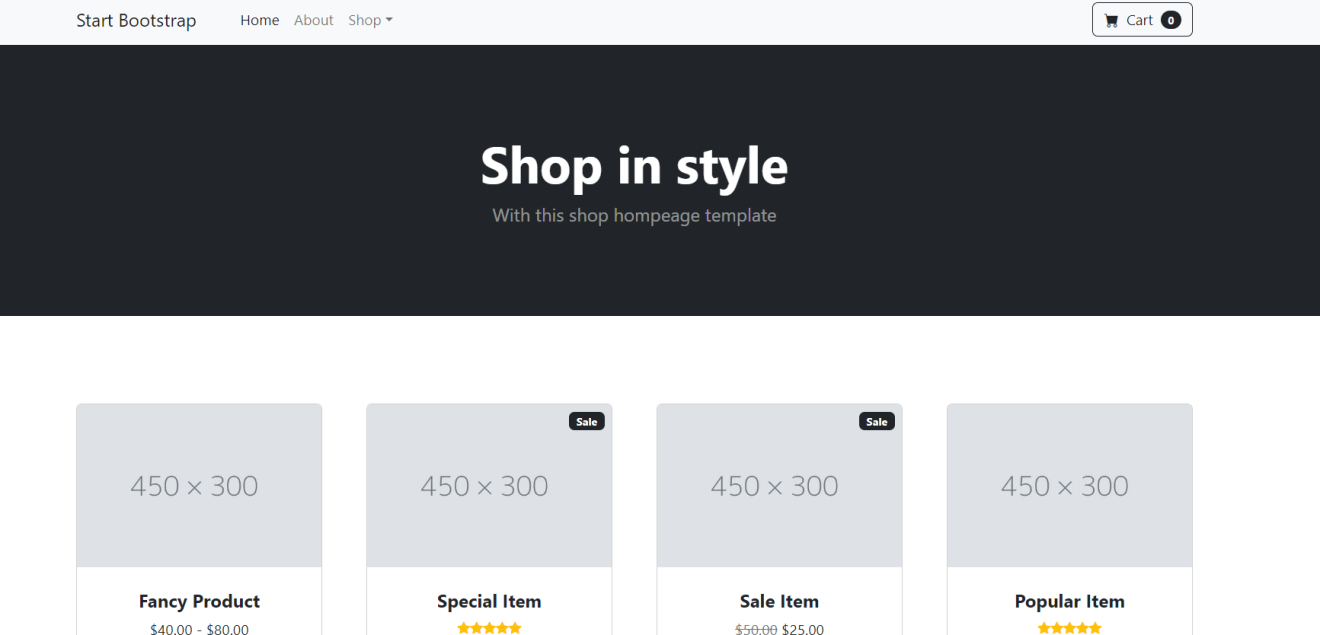 Start Bootstrap Home About Shop Cart 0
Shop in style
With this shop hompeage template
Sale Sale
450 × 300 450 × 300 450 × 300 450 × 300
Fancy Product Special Item Sale Item Popular Item
$40.00 - $80.00 $50.00 $25.00